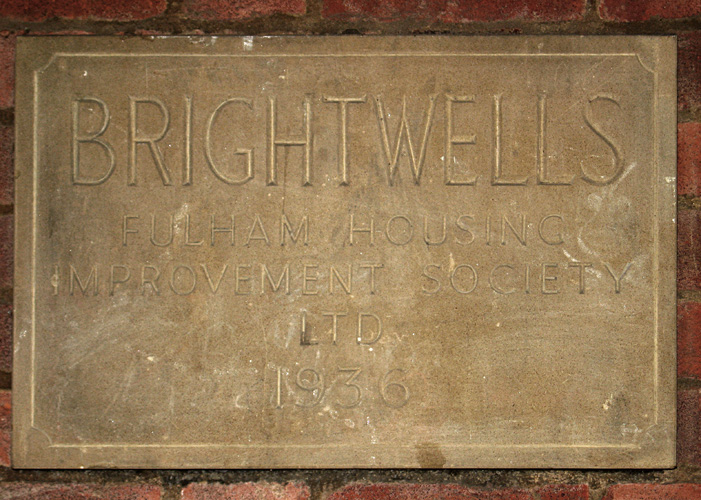 BRIGHTWELLS
FULHAM HOUSING
IMPROVEMENT SOCIETY
LTD
1936